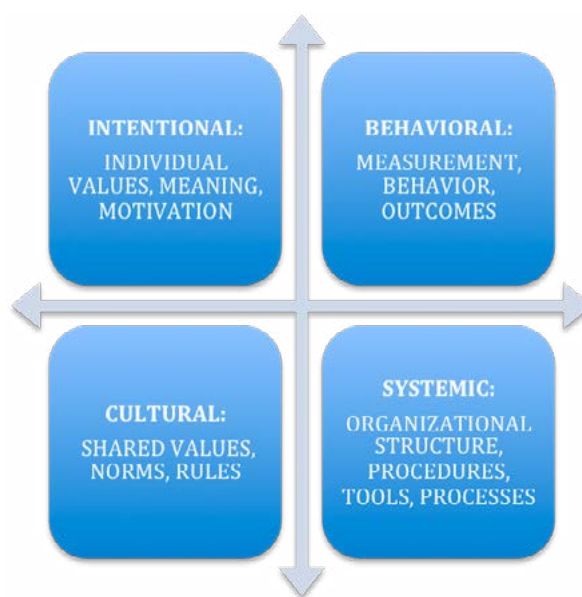 INTENTIONAL:
INDIVIDUAL
VALUES, MEANING,
MOTIVATION
BEHAVIORAL:
MEASUREMENT,
BEHAVIOR,
OUTCOMES
CULTURAL:
SHARED VALUES,
NORMS, RULES
SYSTEMIC:
ORGANIZATIONAL
STRUCTURE,
PROCEDURES,
TOOLS, PROCESSES